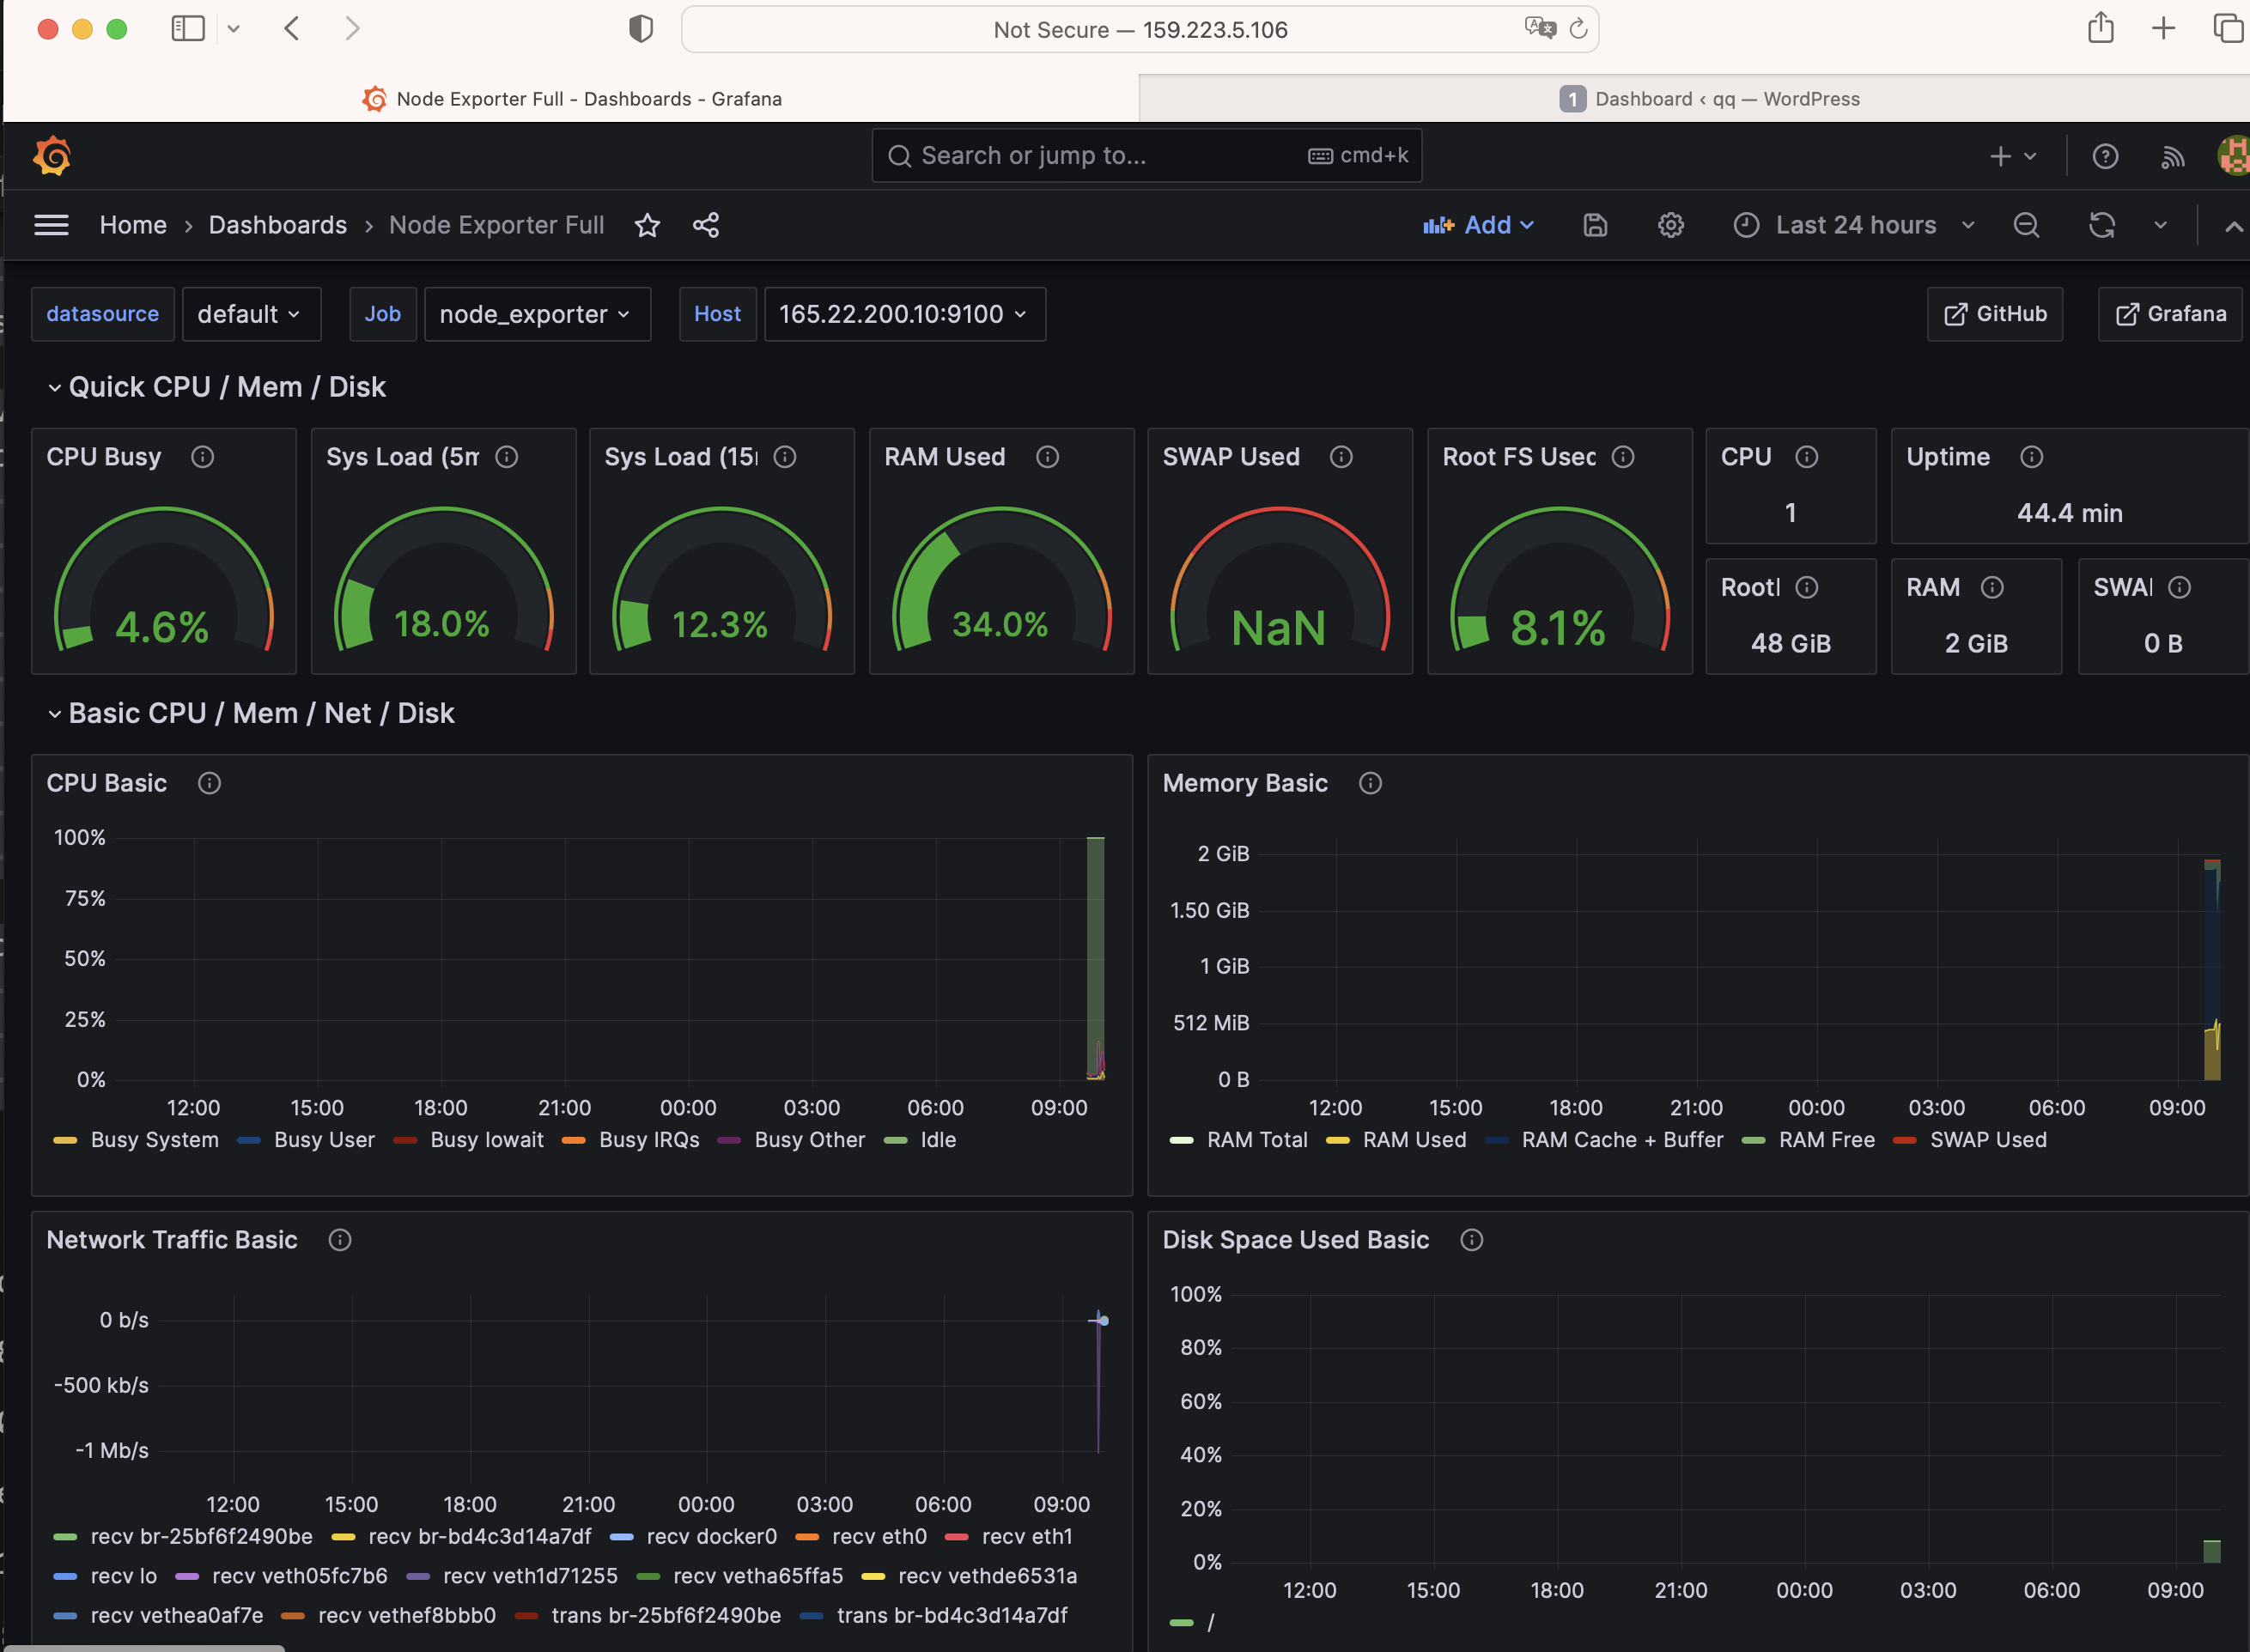 Not Secure — 159.223.5.106
Node Exporter Full - Dashboards - Grafana
1 Dashboard ‹ qq — WordPress
Search or jump to... cmd+k
Home › Dashboards › Node Exporter Full
Add Last 24 hours
datasource default Job node_exporter Host 165.22.200.10:9100 GitHub Grafana
Quick CPU / Mem / Disk
CPU Busy Sys Load (5m Sys Load (15 RAM Used SWAP Used Root FS Used CPU Uptime
1 44.4 min
Root RAM SWA
4.6% 18.0% 12.3% 34.0% NaN 8.1% 48 GiB 2 GiB 0 B
Basic CPU / Mem / Net / Disk
CPU Basic
100%
75%
50%
25%
0%
12:00 15:00 18:00 21:00 00:00 03:00 06:00 09:00
Busy System Busy User Busy Iowait Busy IRQs Busy Other Idle
Memory Basic
2 GiB
1.50 GiB
1 GiB
512 MiB
0 B
12:00 15:00 18:00 21:00 00:00 03:00 06:00 09:00
RAM Total RAM Used RAM Cache + Buffer RAM Free SWAP Used
Network Traffic Basic
0 b/s
-500 kb/s
-1 Mb/s
12:00 15:00 18:00 21:00 00:00 03:00 06:00 09:00
recv br-25bf6f2490be recv br-bd4c3d14a7df recv docker0 recv eth0 recv eth1
recv lo recv veth05fc7b6 recv veth1d71255 recv vetha65ffa5 recv vethde6531a
recv vethea0af7e recv vethef8bbb0 trans br-25bf6f2490be trans br-bd4c3d14a7df
Disk Space Used Basic
100%
80%
60%
40%
20%
0%
12:00 15:00 18:00 21:00 00:00 03:00 06:00 09:00
/